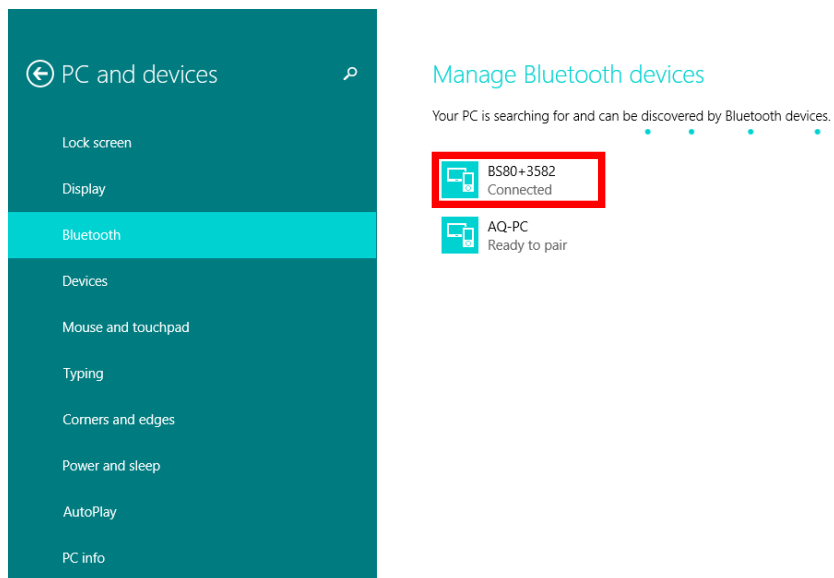 PC and devices
Lock screen
Display
Bluetooth
Devices
Mouse and touchpad
Typing
Corners and edges
Power and sleep
AutoPlay
PC info
Manage Bluetooth devices
Your PC is searching for and can be discovered by Bluetooth devices.
BS80+3582
Connected
AQ-PC
Ready to pair